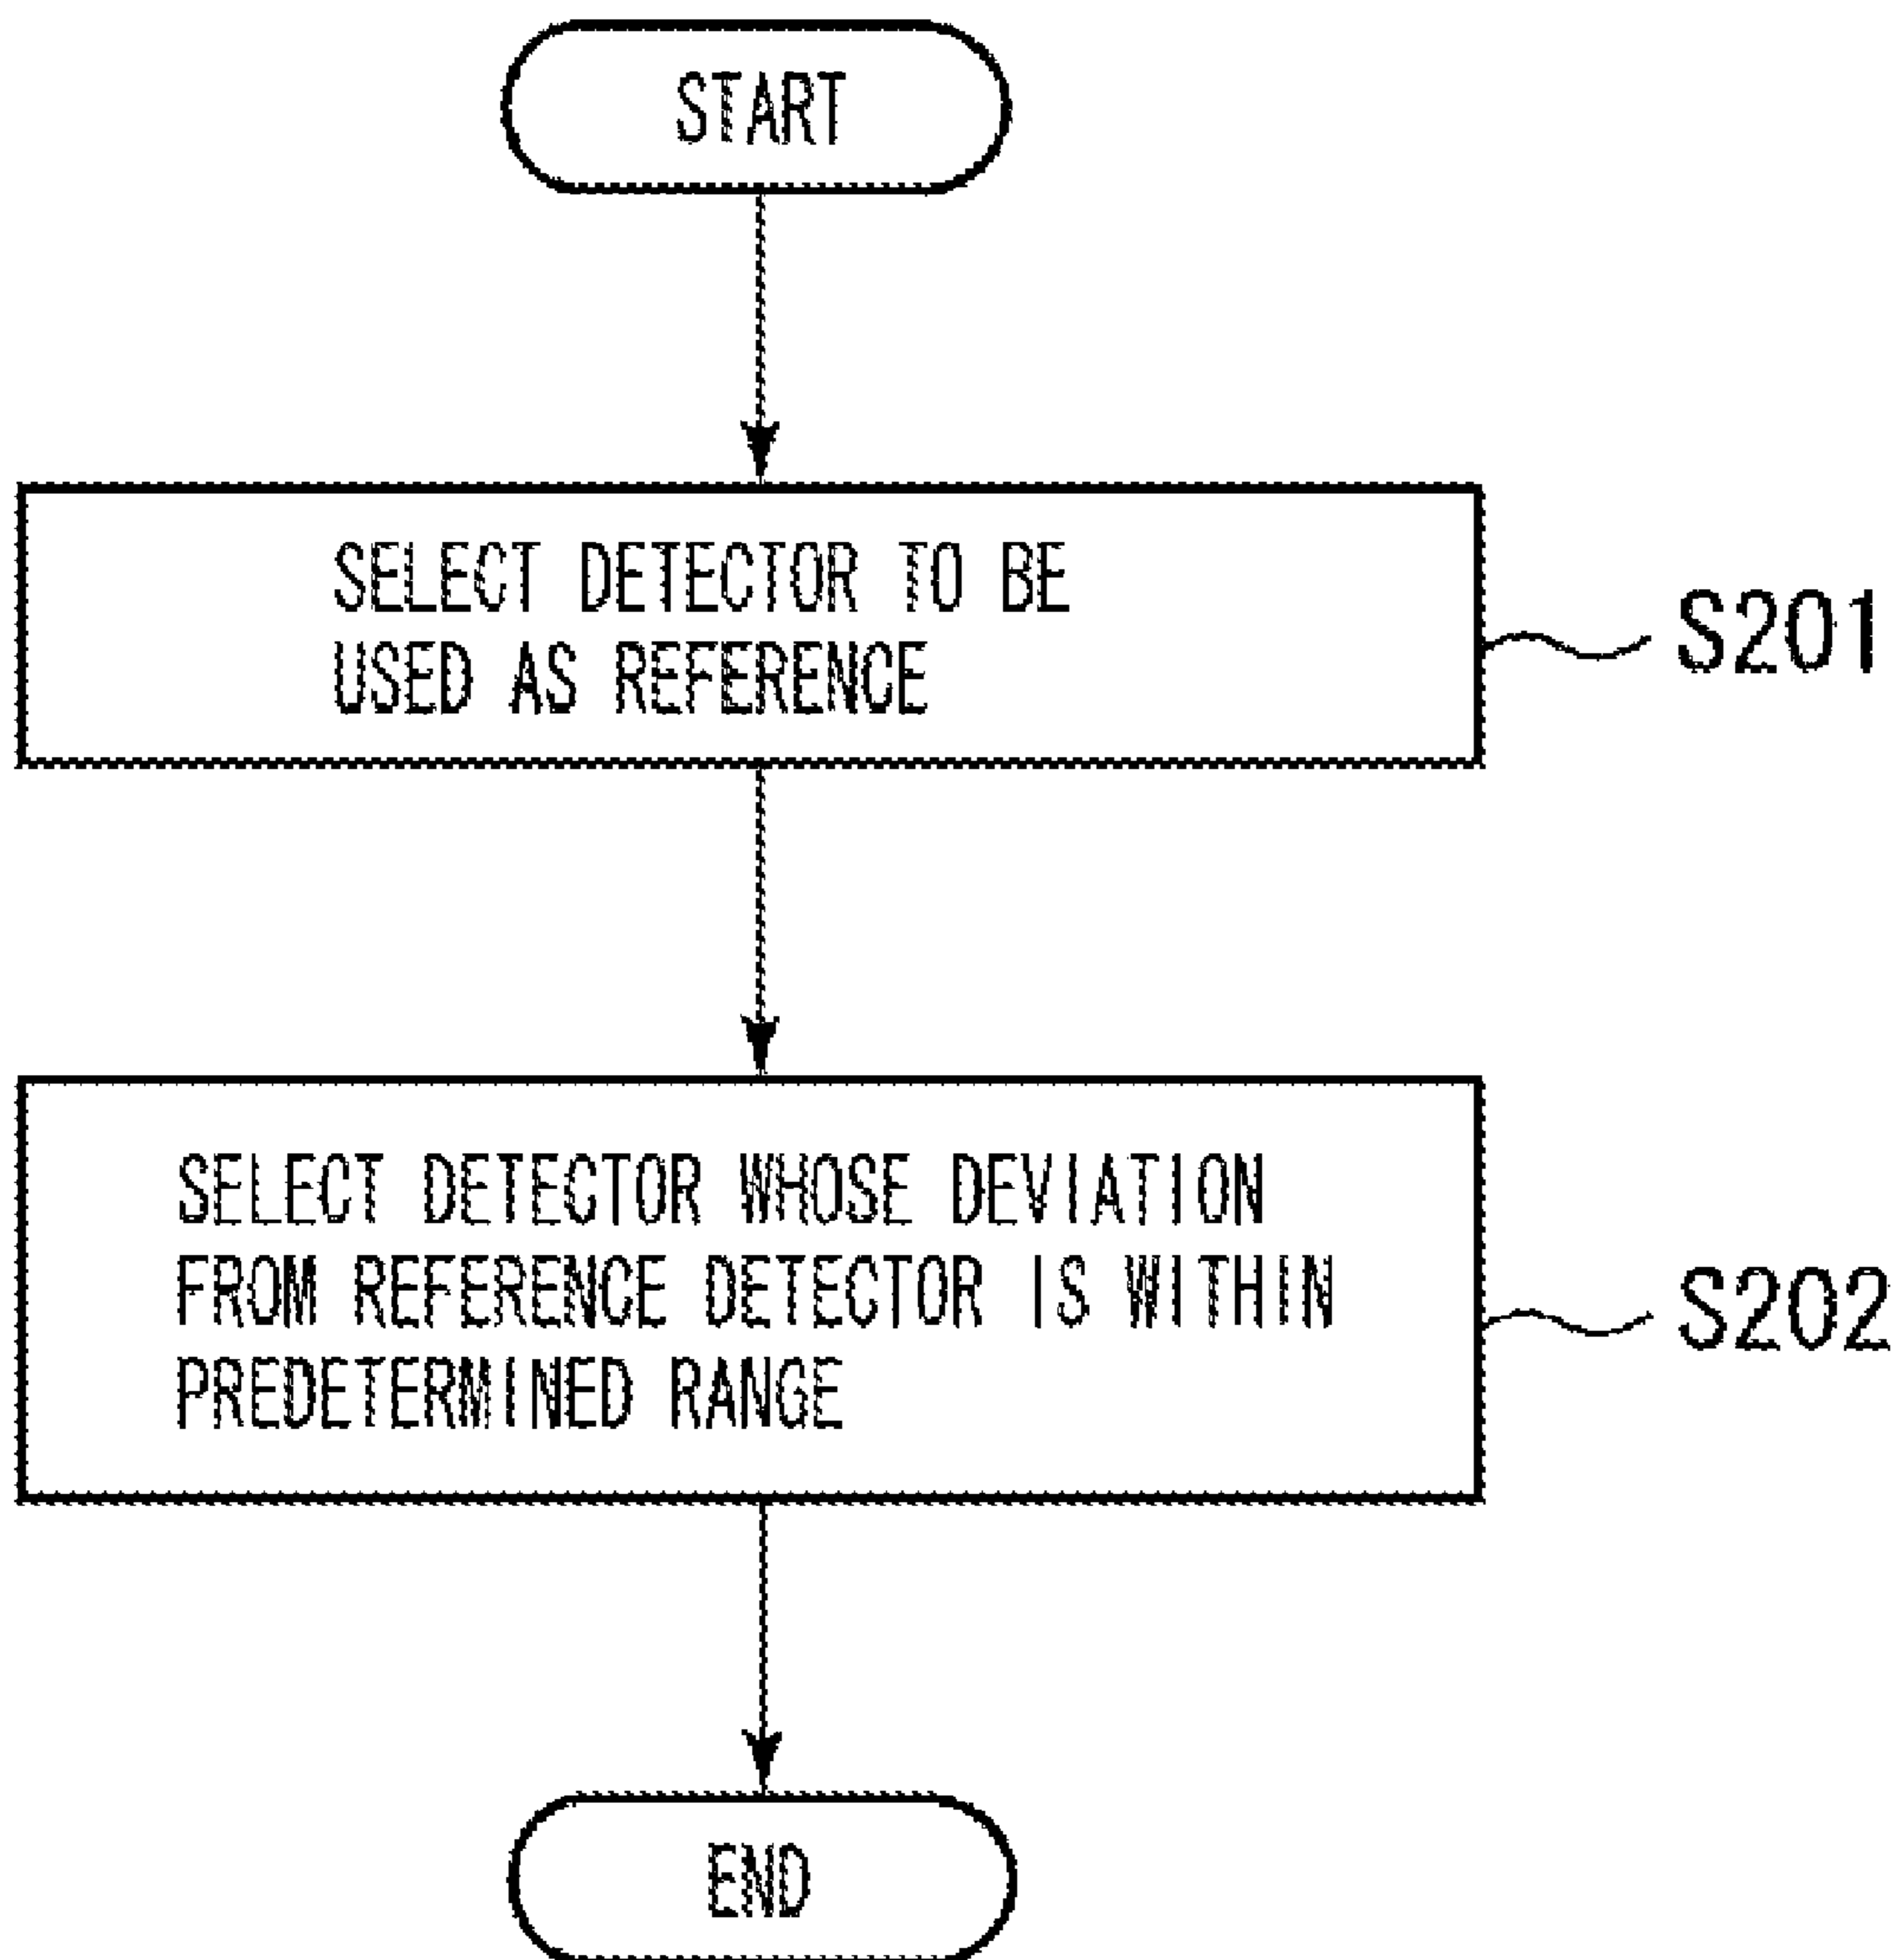 START
SELECT DETECTOR TO BE
USED AS REFERENCE
S201
SELECT DETECTOR WHOSE DEVIATION
FROM REFERENCE DETECTOR IS WITHIN
PREDETERMINED RANGE
S202
END